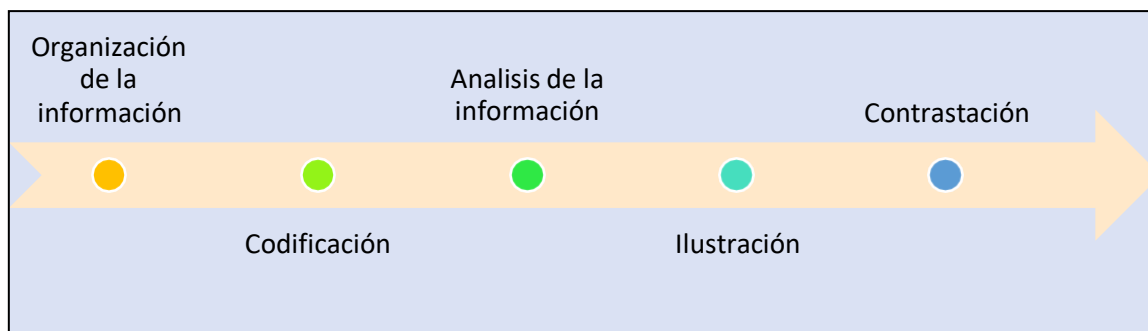 Organización
de la
información
Codificación
Analisis de la
información
Ilustración
Contrastación